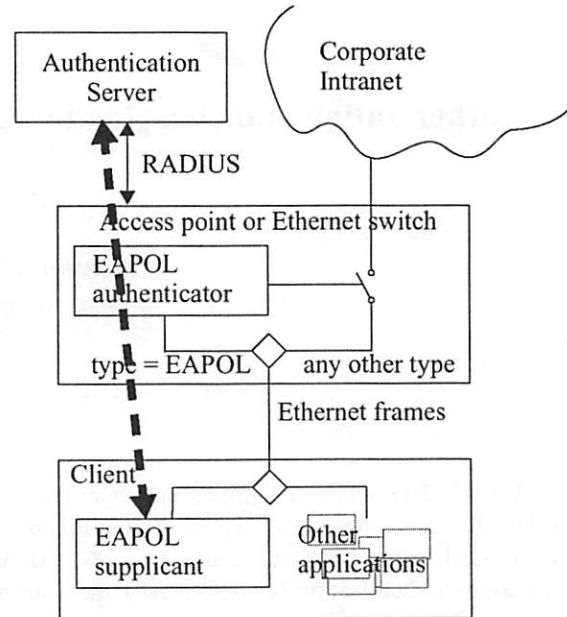 Authentication
Server
Corporate
Intranet
RADIUS
Access point or Ethernet switch
EAPOL
authenticator
type = EAPOL
any other type
Ethernet frames
Client
EAPOL
supplicant
Other
applications